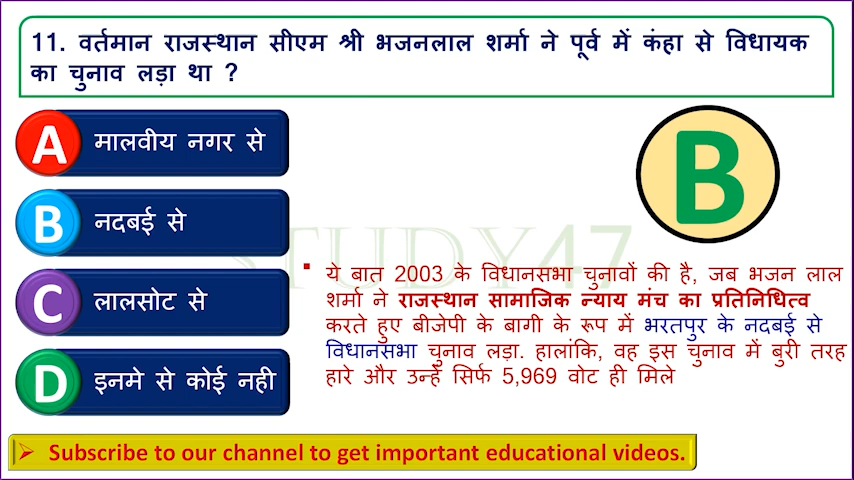 11. वर्तमान राजस्थान सीएम श्री भजनलाल शर्मा ने पूर्व में कंहा से विधायक
का चुनाव लड़ा था ?
A मालवीय नगर से
B नदबई से
C लालसोट से
D इनमे से कोई नही
B
STUDY47
▪ ये बात 2003 के विधानसभा चुनावों की है, जब भजन लाल
शर्मा ने राजस्थान सामाजिक न्याय मंच का प्रतिनिधित्व
करते हुए बीजेपी के बागी के रूप में भरतपुर के नदबई से
विधानसभा चुनाव लड़ा. हालांकि, वह इस चुनाव में बुरी तरह
हारे और उन्हें सिर्फ 5,969 वोट ही मिले
➢ Subscribe to our channel to get important educational videos.